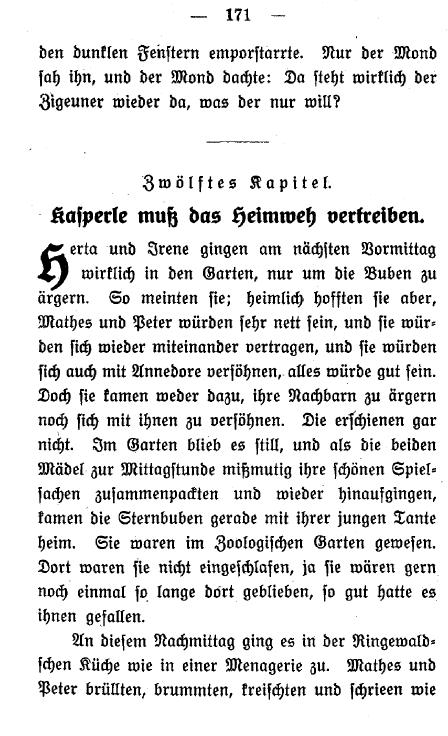 — 171 —
den dunklen Fenstern emporstarrte. Nur der Mond
sah ihn, und der Mond dachte: Da steht wirklich der
Zigeuner wieder da, was der nur will?
Zwölftes Kapitel.
Kasperle muß das Heimweh vertreiben.
Herta und Irene gingen am nächsten Vormittag
wirklich in den Garten, nur um die Buben zu
ärgern. So meinten sie; heimlich hofften sie aber,
Mathes und Peter würden sehr nett sein, und sie wür-
den sich wieder miteinander vertragen, und sie würden
sich auch mit Annedore versöhnen, alles würde gut sein.
Doch sie kamen weder dazu, ihre Nachbarn zu ärgern
noch sich mit ihnen zu versöhnen. Die erschienen gar
nicht. Im Garten blieb es still, und als die beiden
Mädel zur Mittagstunde mißmutig ihre schönen Spiel-
sachen zusammenpackten und wieder hinaufgingen,
kamen die Sternbuben gerade mit ihrer jungen Tante
heim. Sie waren im Zoologischen Garten gewesen.
Dort waren sie nicht eingeschlafen, ja sie wären gern
noch einmal so lange dort geblieben, so gut hatte es
ihnen gefallen.
An diesem Nachmittag ging es in der Ringewald-
schen Küche wie in einer Menagerie zu. Mathes und
Peter brüllten, brummten, kreischten und schrieen wie